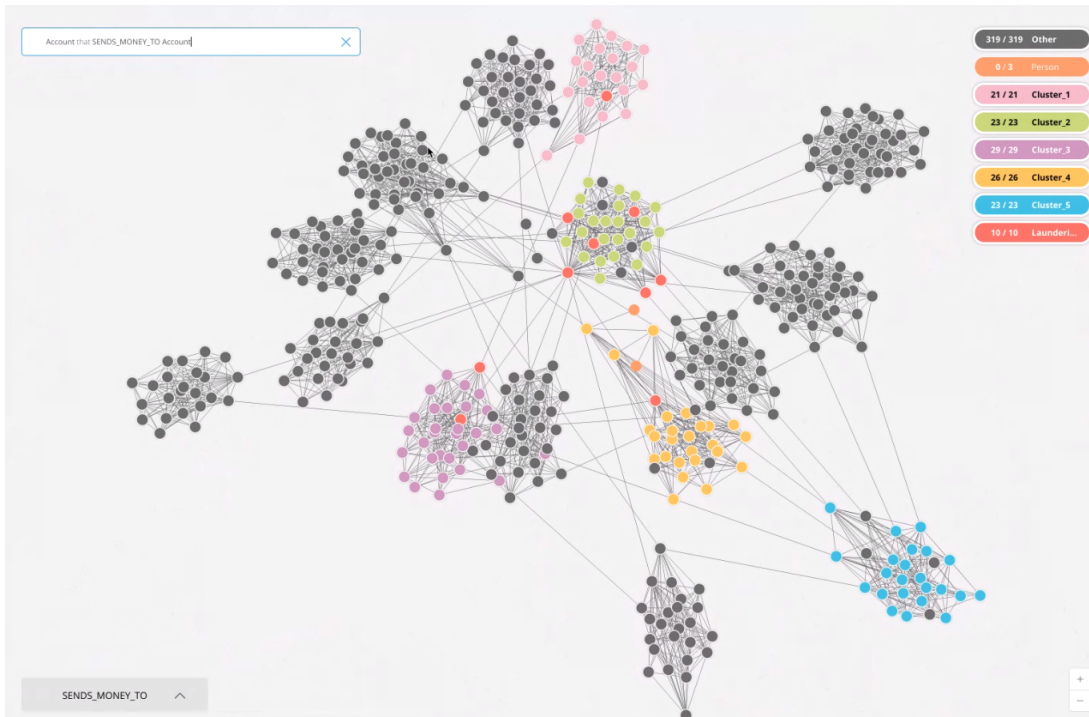 Account that SENDS_MONEY_TO Account
319 / 319 Other
0 / 3 Person
21 / 21 Cluster_1
23 / 23 Cluster_2
29 / 29 Cluster_3
26 / 26 Cluster_4
23 / 23 Cluster_5
10 / 10 Launderi...
SENDS_MONEY_TO